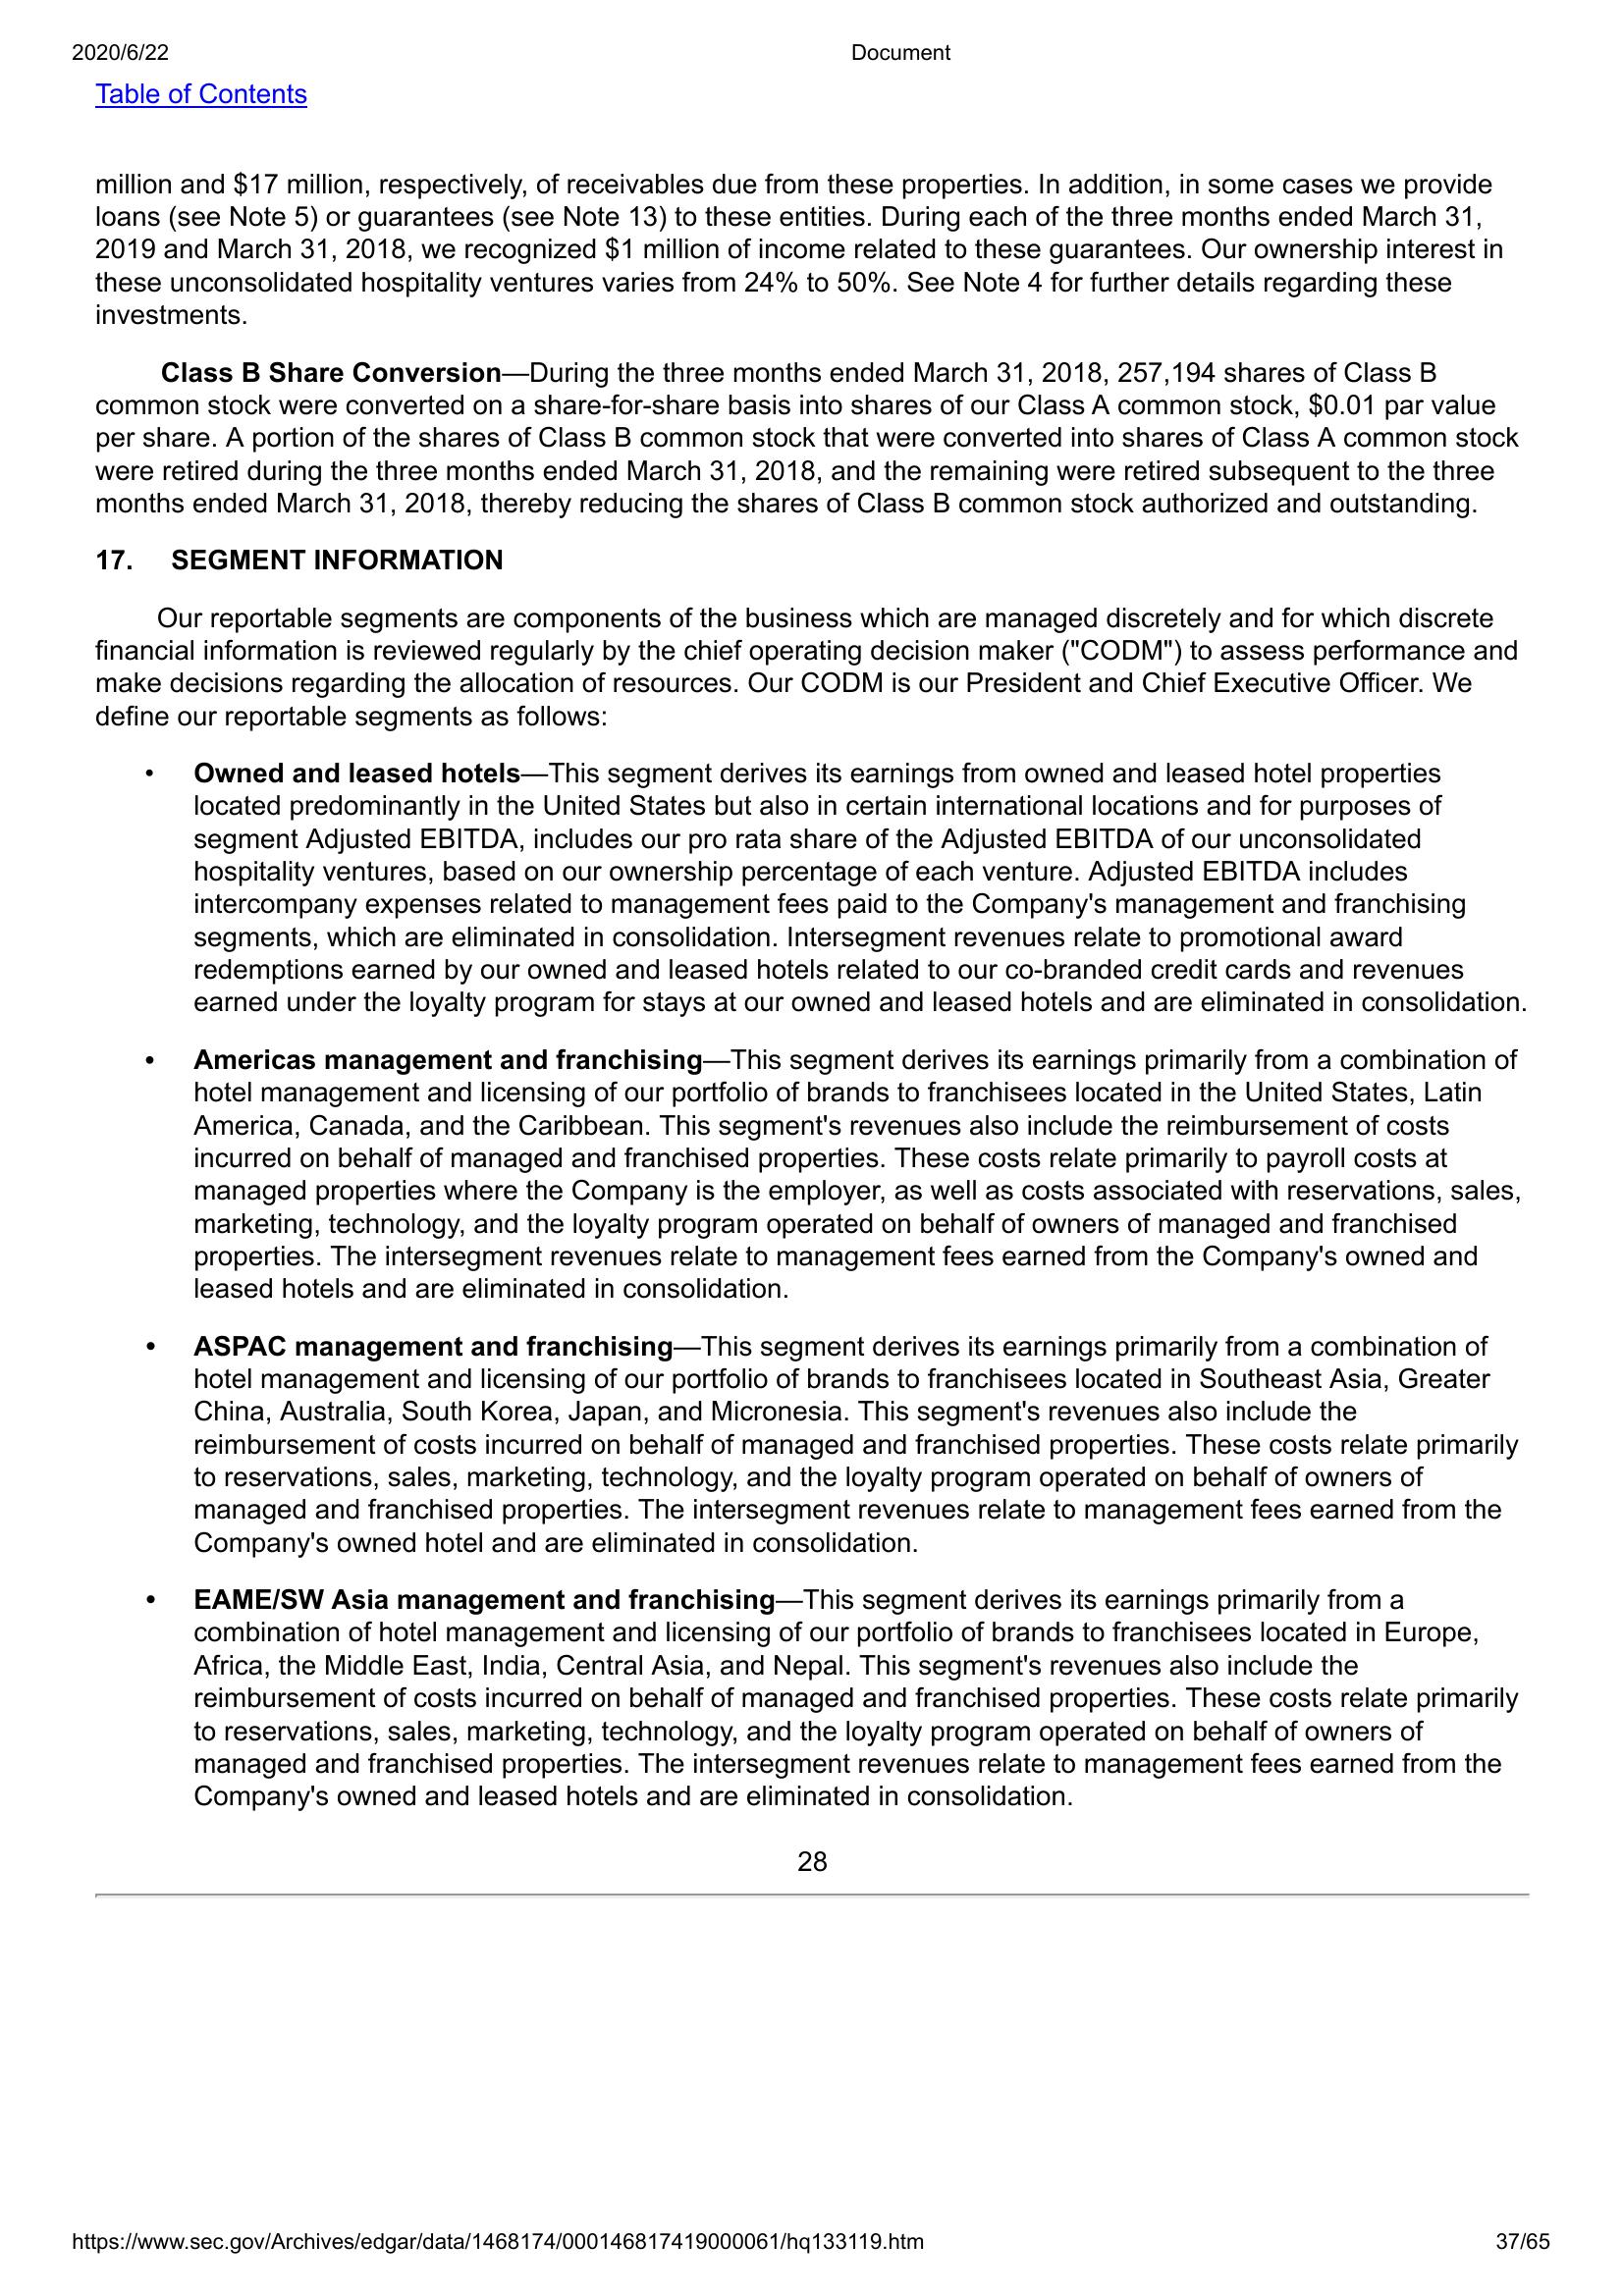 2020/6/22 Document
Table of Contents
million and $17 million, respectively, of receivables due from these properties. In addition, in some cases we provide
loans (see Note 5) or guarantees (see Note 13) to these entities. During each of the three months ended March 31,
2019 and March 31, 2018, we recognized $1 million of income related to these guarantees. Our ownership interest in
these unconsolidated hospitality ventures varies from 24% to 50%. See Note 4 for further details regarding these
investments.
Class B Share Conversion—During the three months ended March 31, 2018, 257,194 shares of Class B
common stock were converted on a share-for-share basis into shares of our Class A common stock, $0.01 par value
per share. A portion of the shares of Class B common stock that were converted into shares of Class A common stock
were retired during the three months ended March 31, 2018, and the remaining were retired subsequent to the three
months ended March 31, 2018, thereby reducing the shares of Class B common stock authorized and outstanding.
17. SEGMENT INFORMATION
Our reportable segments are components of the business which are managed discretely and for which discrete
financial information is reviewed regularly by the chief operating decision maker ("CODM") to assess performance and
make decisions regarding the allocation of resources. Our CODM is our President and Chief Executive Officer. We
define our reportable segments as follows:
• Owned and leased hotels—This segment derives its earnings from owned and leased hotel properties
located predominantly in the United States but also in certain international locations and for purposes of
segment Adjusted EBITDA, includes our pro rata share of the Adjusted EBITDA of our unconsolidated
hospitality ventures, based on our ownership percentage of each venture. Adjusted EBITDA includes
intercompany expenses related to management fees paid to the Company's management and franchising
segments, which are eliminated in consolidation. Intersegment revenues relate to promotional award
redemptions earned by our owned and leased hotels related to our co-branded credit cards and revenues
earned under the loyalty program for stays at our owned and leased hotels and are eliminated in consolidation.
• Americas management and franchising—This segment derives its earnings primarily from a combination of
hotel management and licensing of our portfolio of brands to franchisees located in the United States, Latin
America, Canada, and the Caribbean. This segment's revenues also include the reimbursement of costs
incurred on behalf of managed and franchised properties. These costs relate primarily to payroll costs at
managed properties where the Company is the employer, as well as costs associated with reservations, sales,
marketing, technology, and the loyalty program operated on behalf of owners of managed and franchised
properties. The intersegment revenues relate to management fees earned from the Company's owned and
leased hotels and are eliminated in consolidation.
• ASPAC management and franchising—This segment derives its earnings primarily from a combination of
hotel management and licensing of our portfolio of brands to franchisees located in Southeast Asia, Greater
China, Australia, South Korea, Japan, and Micronesia. This segment's revenues also include the
reimbursement of costs incurred on behalf of managed and franchised properties. These costs relate primarily
to reservations, sales, marketing, technology, and the loyalty program operated on behalf of owners of
managed and franchised properties. The intersegment revenues relate to management fees earned from the
Company's owned hotel and are eliminated in consolidation.
• EAME/SW Asia management and franchising—This segment derives its earnings primarily from a
combination of hotel management and licensing of our portfolio of brands to franchisees located in Europe,
Africa, the Middle East, India, Central Asia, and Nepal. This segment's revenues also include the
reimbursement of costs incurred on behalf of managed and franchised properties. These costs relate primarily
to reservations, sales, marketing, technology, and the loyalty program operated on behalf of owners of
managed and franchised properties. The intersegment revenues relate to management fees earned from the
Company's owned and leased hotels and are eliminated in consolidation.
28
https://www.sec.gov/Archives/edgar/data/1468174/000146817419000061/hq133119.htm 37/65